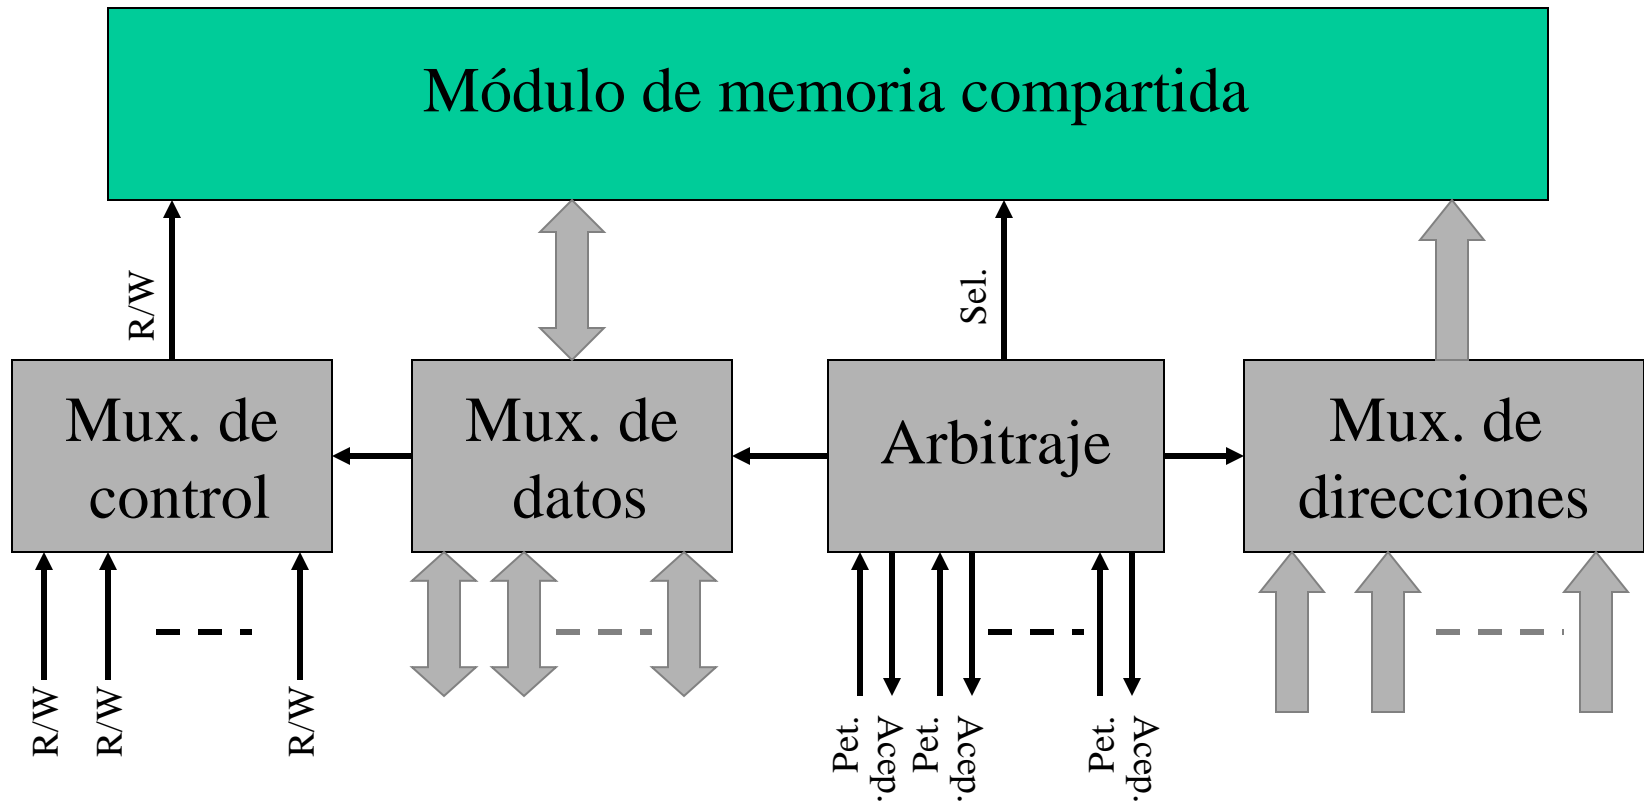 Módulo de memoria compartida
R/W
Sel.
Mux. de
control
Mux. de
datos
Arbitraje
Mux. de
direcciones
R/W
R/W
R/W
Pet.
Acep.
Pet.
Acep.
Pet.
Acep.